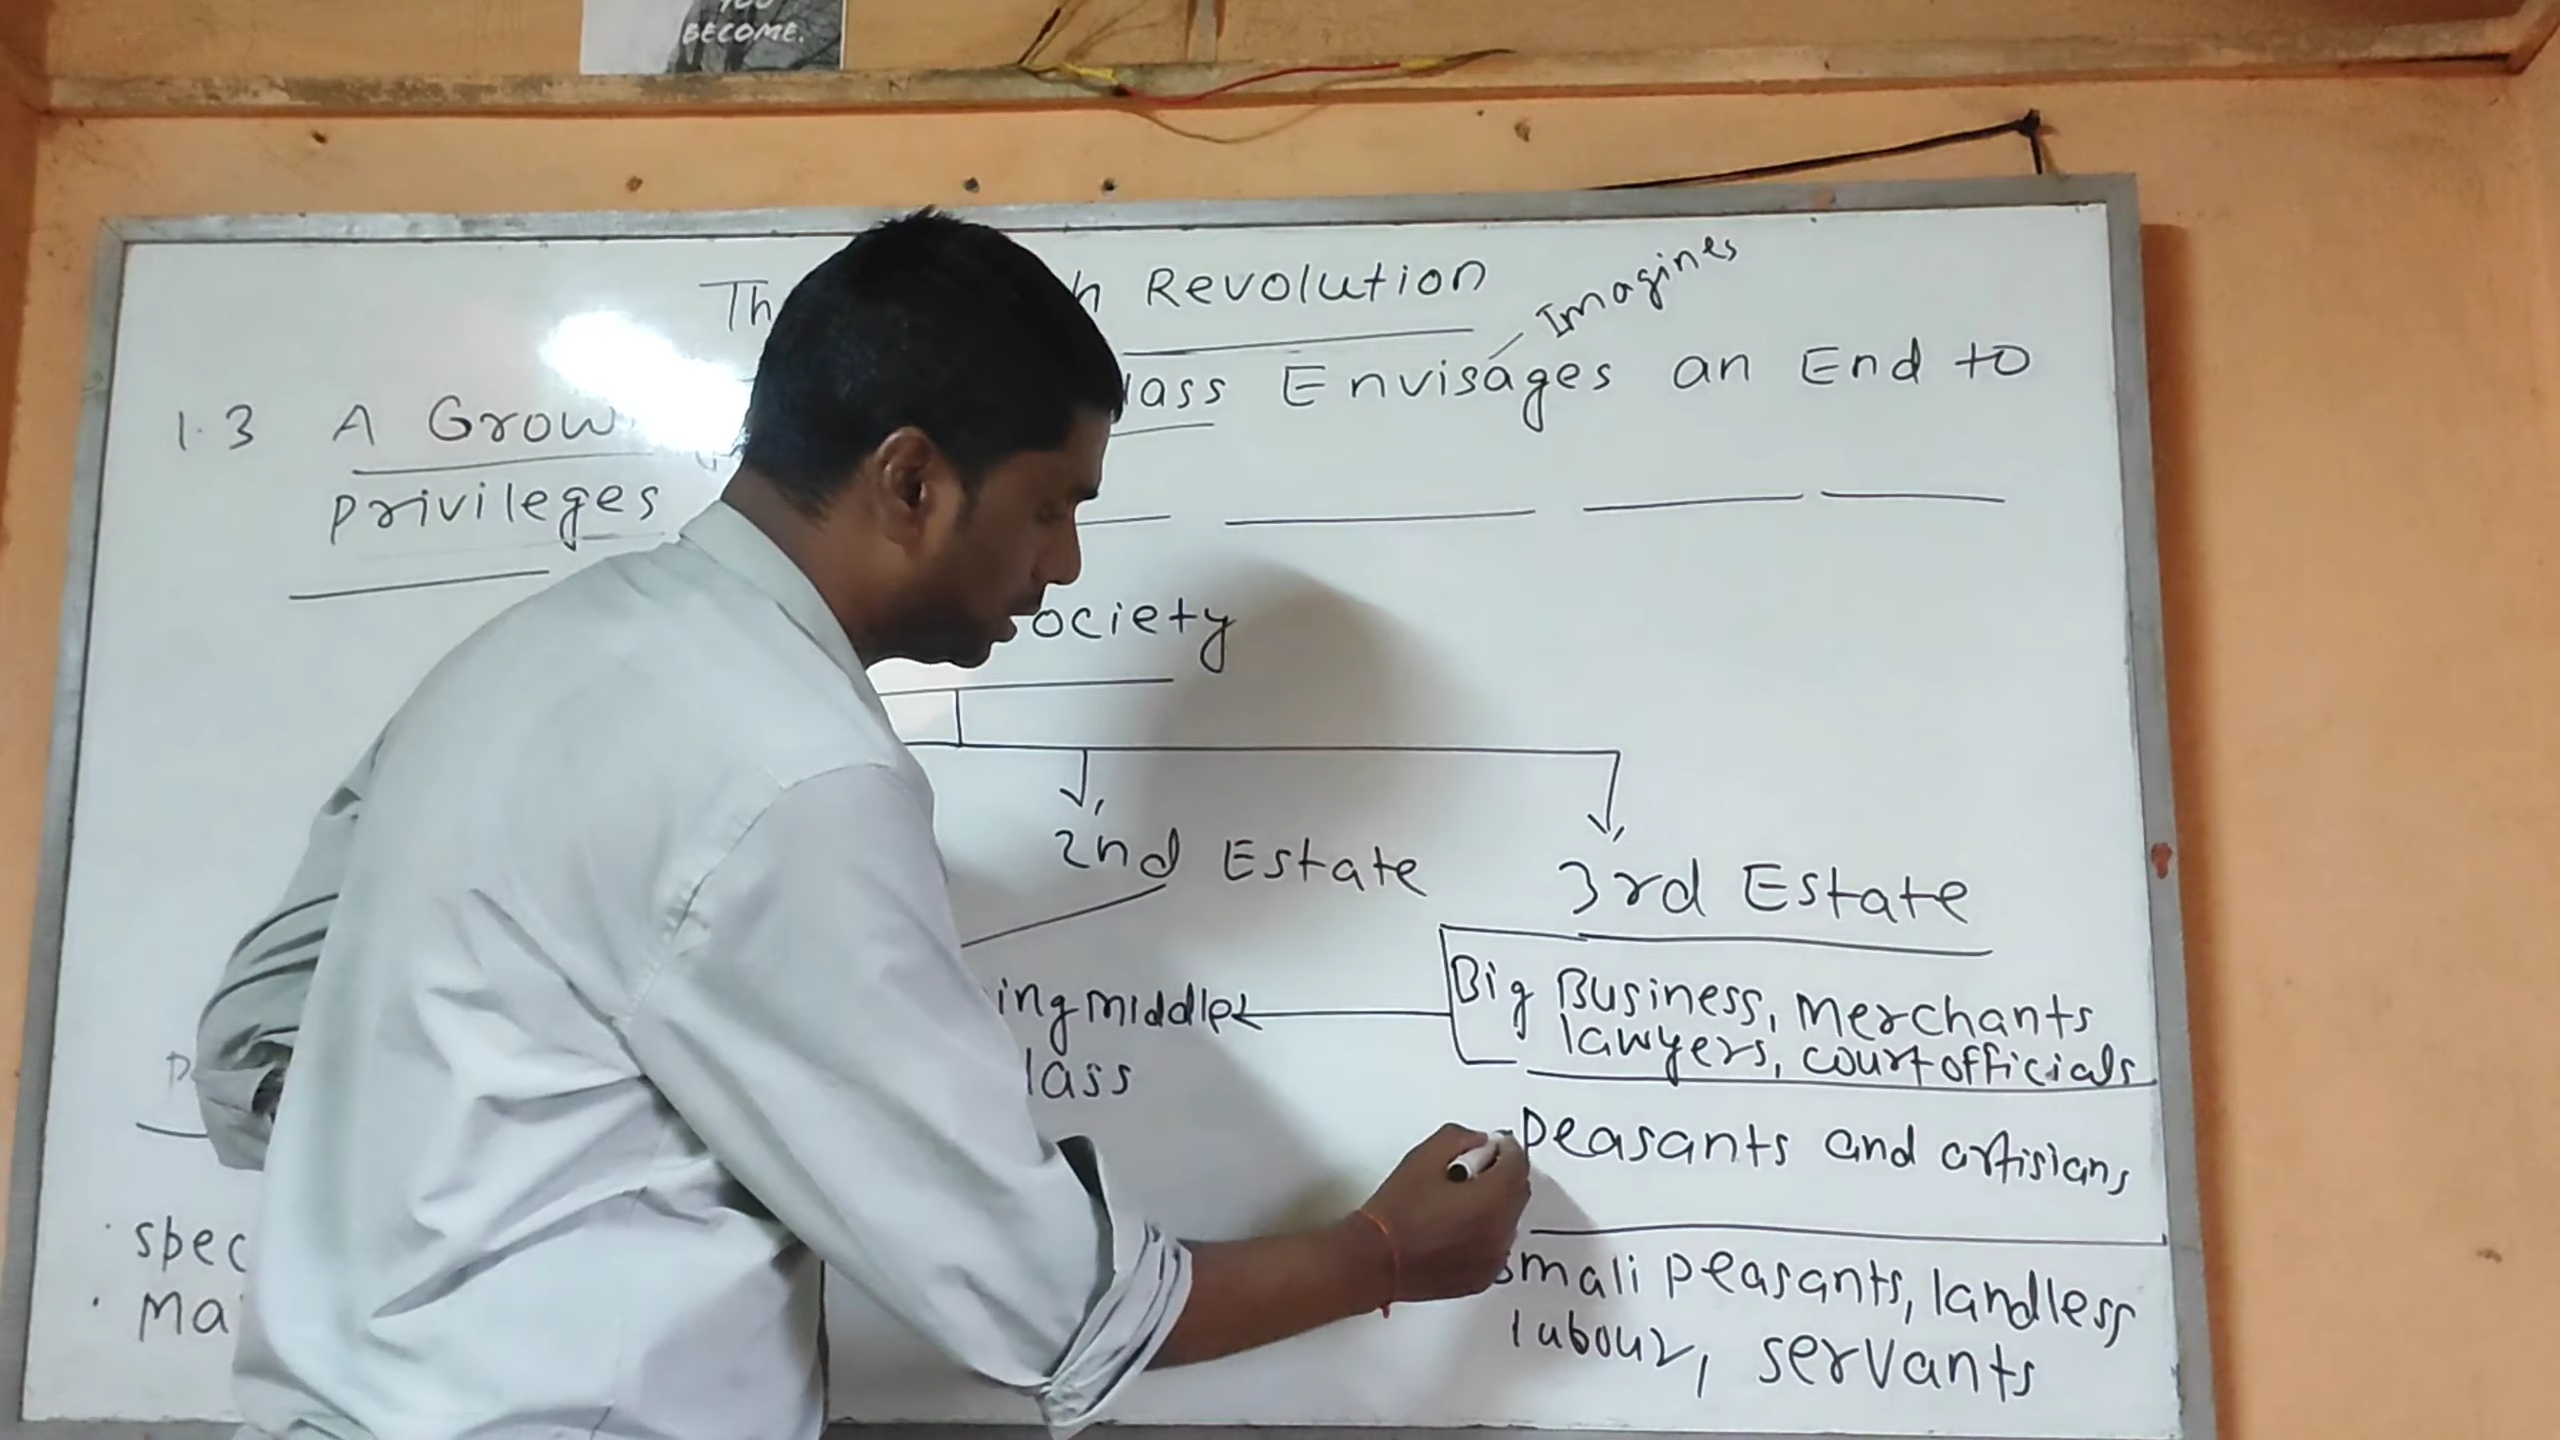 YOU
BECOME.
Th h Revolution
Imagines
1.3 A Grow lass Envisages an End to
privileges
ociety
2nd Estate
3rd Estate
Big Business, Merchants
lawyers, court officials
ing middle
lass
peasants and artisians
small peasants, landless
labour, servants
spec
Ma